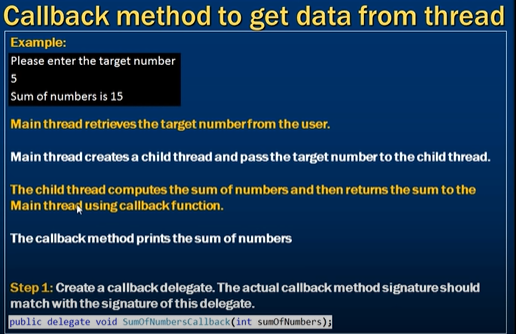 Callback method to get data from thread
Example:
Please enter the target number
5
Sum of numbers is 15
Main thread retrieves the target number from the user.
Main thread creates a child thread and pass the target number to the child thread.
The child thread computes the sum of numbers and then returns the sum to the
Main thread using callback function.
The callback method prints the sum of numbers
Step 1: Create a callback delegate. The actual callback method signature should
match with the signature of this delegate.
public delegate void SumOfNumbersCallback(int sumOfNumbers);